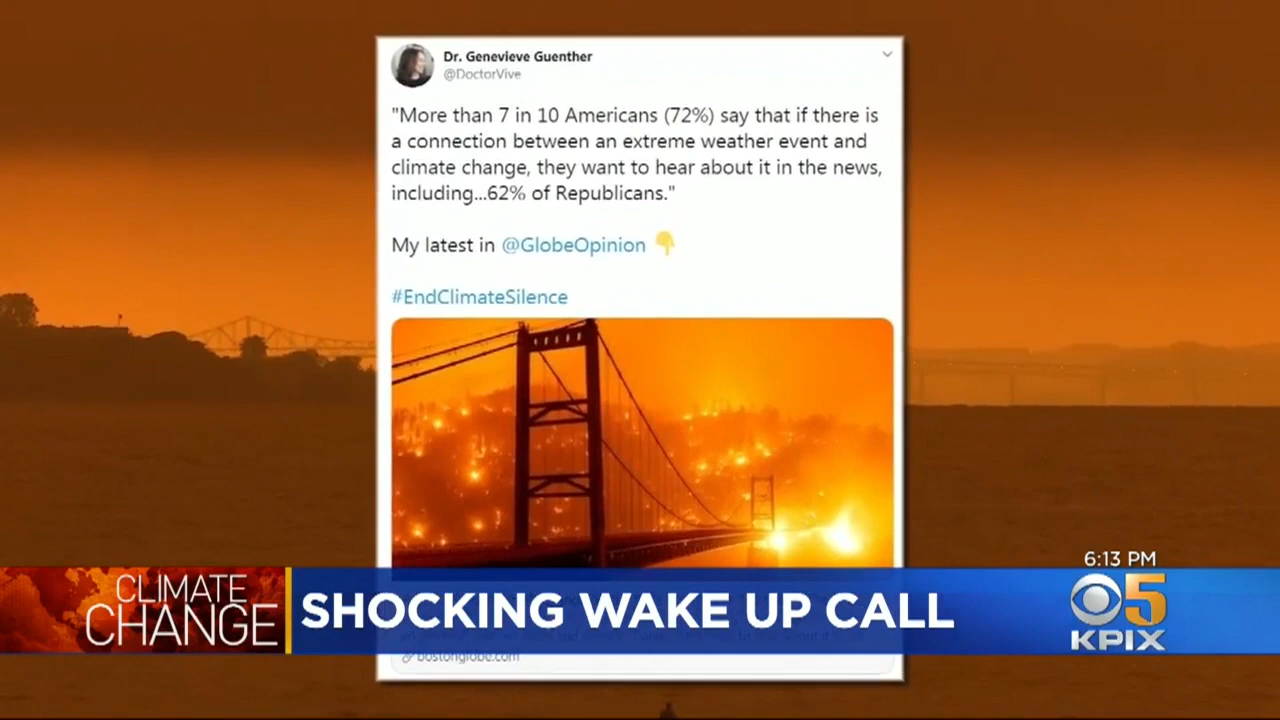 Dr. Genevieve Guenther
@DoctorVive
"More than 7 in 10 Americans (72%) say that if there is
a connection between an extreme weather event and
climate change, they want to hear about it in the news,
including...62% of Republicans."
My latest in @GlobeOpinion 👇
#EndClimateSilence
6:13 PM
CLIMATE
CHANGE
SHOCKING WAKE UP CALL
5
KPIX
bostonglobe.com